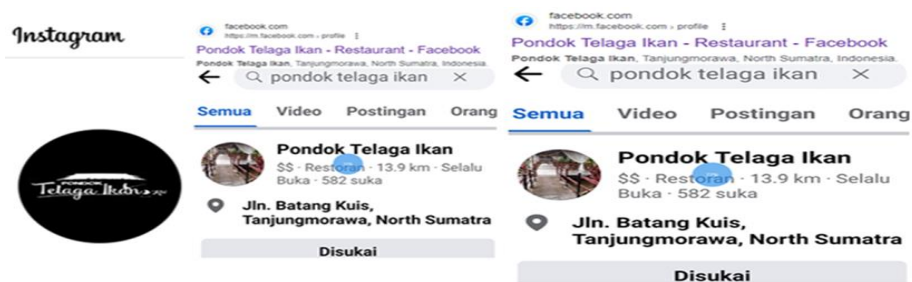 Instagram
PONDOK
Telaga Ikan
facebook.com
https://m.facebook.com › profile
Pondok Telaga Ikan - Restaurant - Facebook
Pondok Telaga Ikan, Tanjungmorawa, North Sumatra, Indonesia.
pondok telaga ikan
Semua Video Postingan Orang
Pondok Telaga Ikan
$$ · Restoran · 13.9 km · Selalu
Buka · 582 suka
Jln. Batang Kuis,
Tanjungmorawa, North Sumatra
Disukai
facebook.com
https://m.facebook.com › profile
Pondok Telaga Ikan - Restaurant - Facebook
Pondok Telaga Ikan, Tanjungmorawa, North Sumatra, Indonesia.
pondok telaga ikan
Semua Video Postingan Orang
Pondok Telaga Ikan
$$ · Restoran · 13.9 km · Selalu
Buka · 582 suka
Jln. Batang Kuis,
Tanjungmorawa, North Sumatra
Disukai